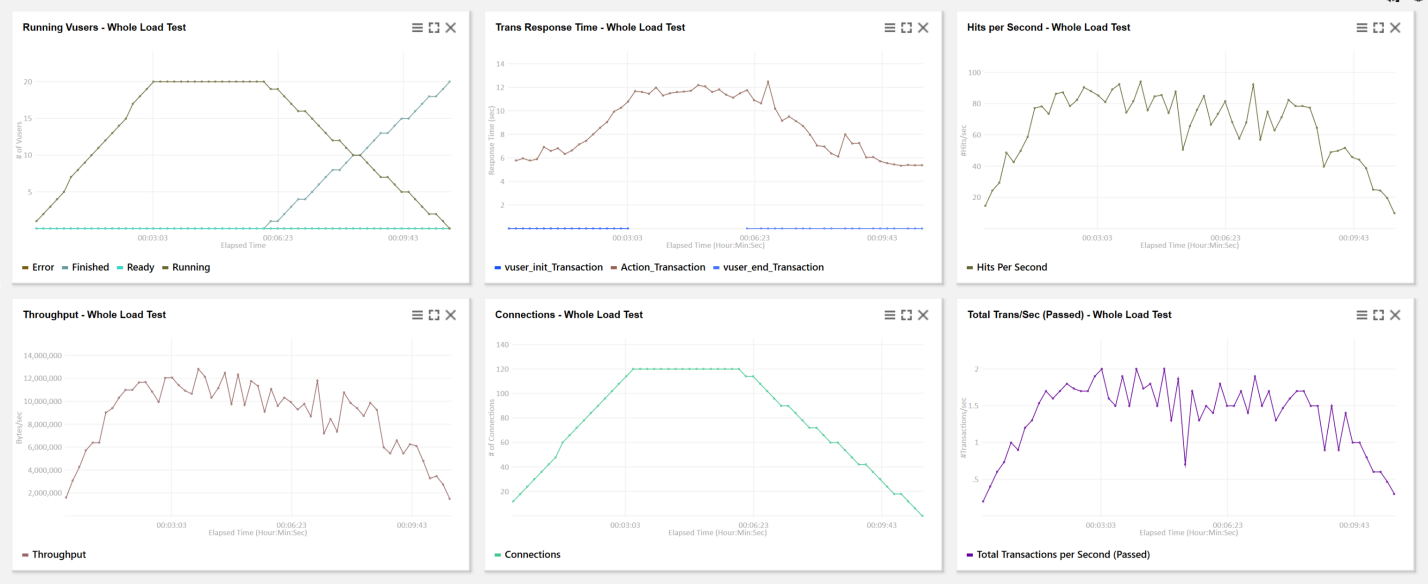 Running Vusers - Whole Load Test
20
15
10
5
# of Vusers
00:03:03 00:06:23 00:09:43
Elapsed Time
Error Finished Ready Running
Trans Response Time - Whole Load Test
14
12
10
8
6
4
2
Response Time (sec)
00:03:03 00:06:23 00:09:43
Elapsed Time (Hour:Min:Sec)
vuser_init_Transaction Action_Transaction vuser_end_Transaction
Hits per Second - Whole Load Test
100
80
60
40
20
#Hits/sec
00:03:03 00:06:23 00:09:43
Elapsed Time (Hour:Min:Sec)
Hits Per Second
Throughput - Whole Load Test
14,000,000
12,000,000
10,000,000
8,000,000
6,000,000
4,000,000
2,000,000
Bytes/sec
00:03:03 00:06:23 00:09:43
Elapsed Time (Hour:Min:Sec)
Throughput
Connections - Whole Load Test
140
120
100
80
60
40
20
# of Connections
00:03:03 00:06:23 00:09:43
Elapsed Time (Hour:Min:Sec)
Connections
Total Trans/Sec (Passed) - Whole Load Test
2
1.5
1
.5
#Transactions/sec
00:03:03 00:06:23 00:09:43
Elapsed Time (Hour:Min:Sec)
Total Transactions per Second (Passed)